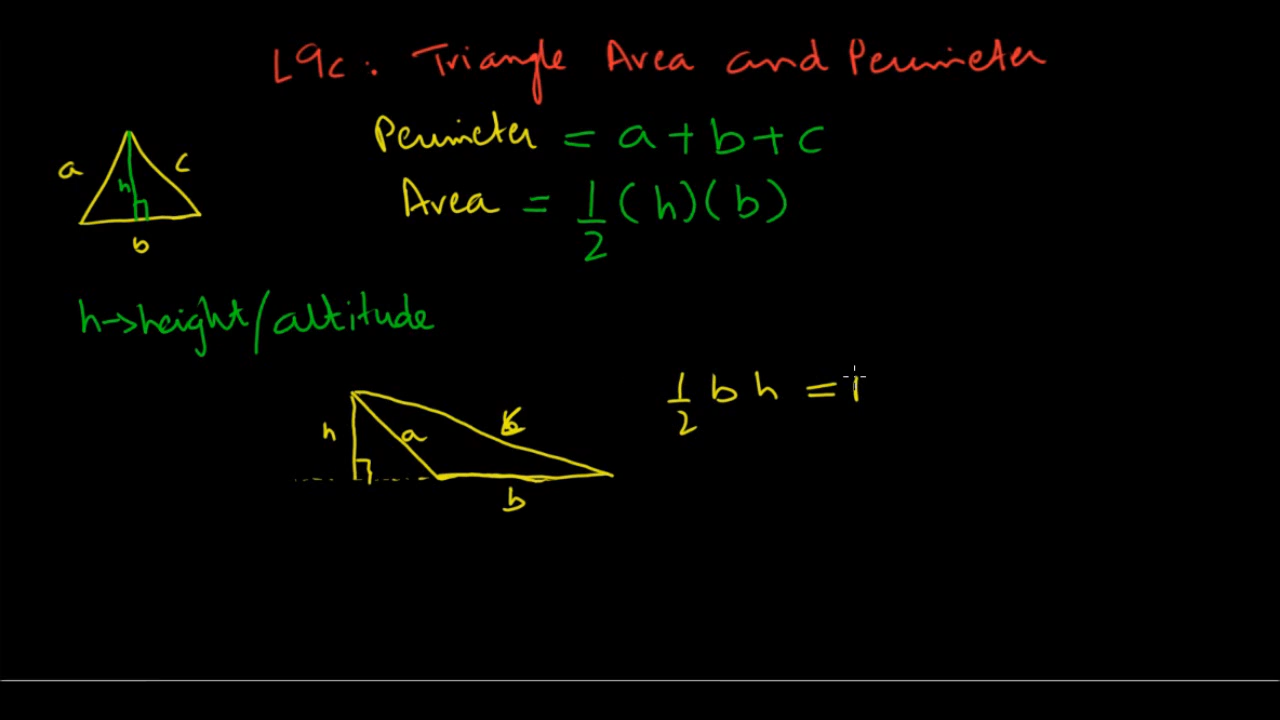 L9c: Triangle Area and Perimeter
Perimeter = a + b + c
a
c
h
b
Area = 1/2 (h)(b)
h→height/altitude
h
a
b
1/2 b h =